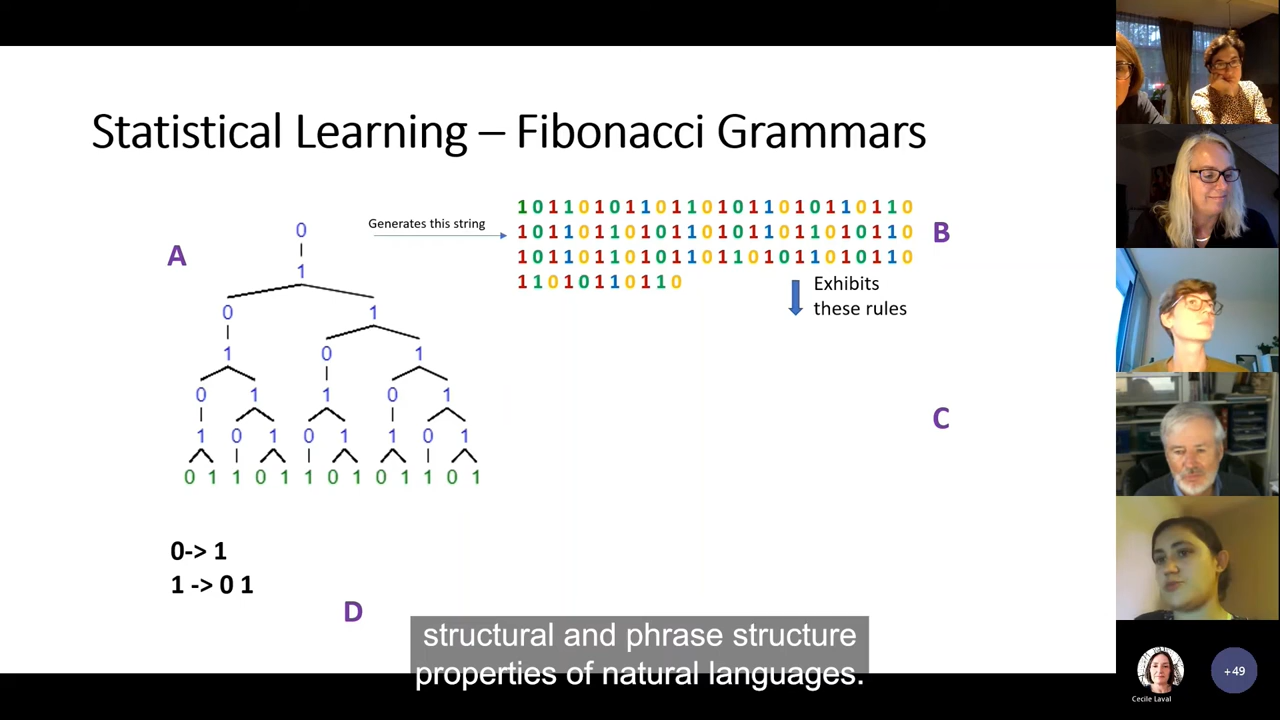 Statistical Learning – Fibonacci Grammars
A
0
1
0 1
1 0 1
0 1 1 0 1
1 0 1 0 1 1 0 1
0 1 1 0 1 1 0 1 0 1 1 0 1
Generates this string
1 0 1 1 0 1 0 1 1 0 1 1 0 1 0 1 1 0 1 0 1 1 0 1 1 0
1 0 1 1 0 1 1 0 1 0 1 1 0 1 0 1 1 0 1 1 0 1 0 1 1 0
1 0 1 1 0 1 1 0 1 0 1 1 0 1 1 0 1 0 1 1 0 1 0 1 1 0
1 1 0 1 0 1 1 0 1 1 0
B
Exhibits
these rules
C
0-> 1
1 -> 0 1
D
structural and phrase structure
properties of natural languages.
+49
Cecile Laval